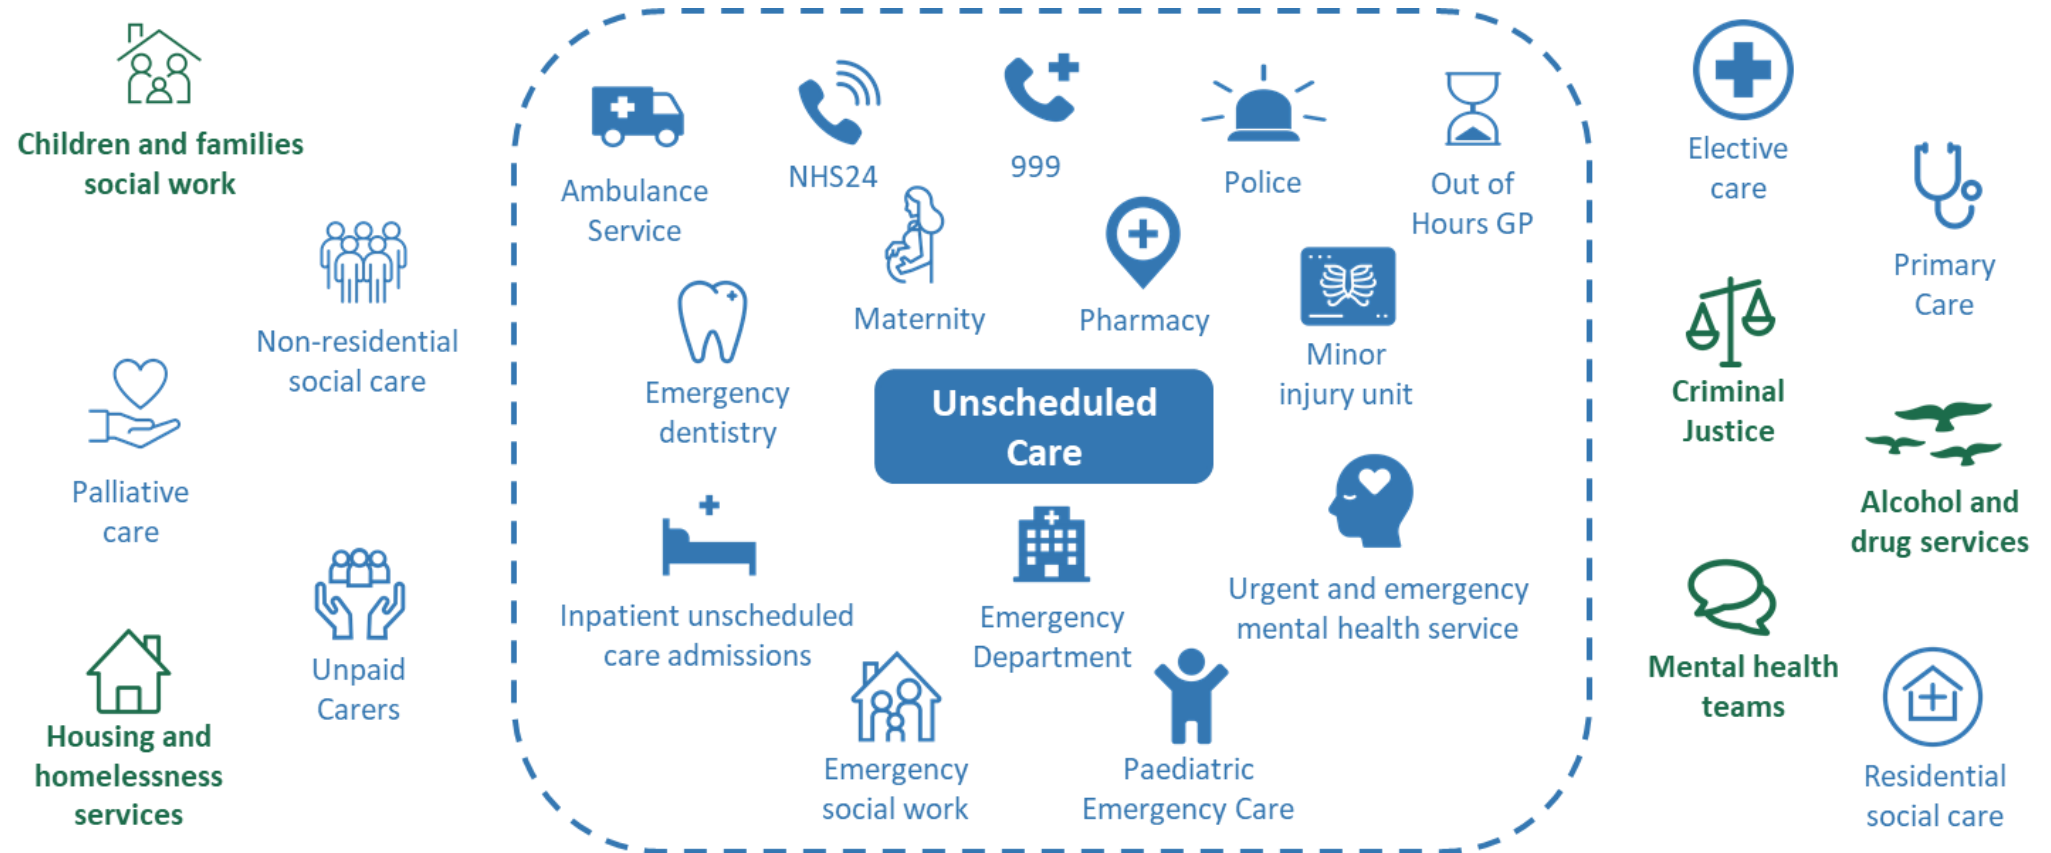 Children and families
social work
Non-residential
social care
Palliative
care
Unpaid
Carers
Housing and
homelessness
services
Ambulance
Service
NHS24
999
Police
Out of
Hours GP
Maternity
Pharmacy
Emergency
dentistry
Minor
injury unit
Unscheduled
Care
Inpatient unscheduled
care admissions
Emergency
Department
Urgent and emergency
mental health service
Emergency
social work
Paediatric
Emergency Care
Elective
care
Primary
Care
Criminal
Justice
Alcohol and
drug services
Mental health
teams
Residential
social care